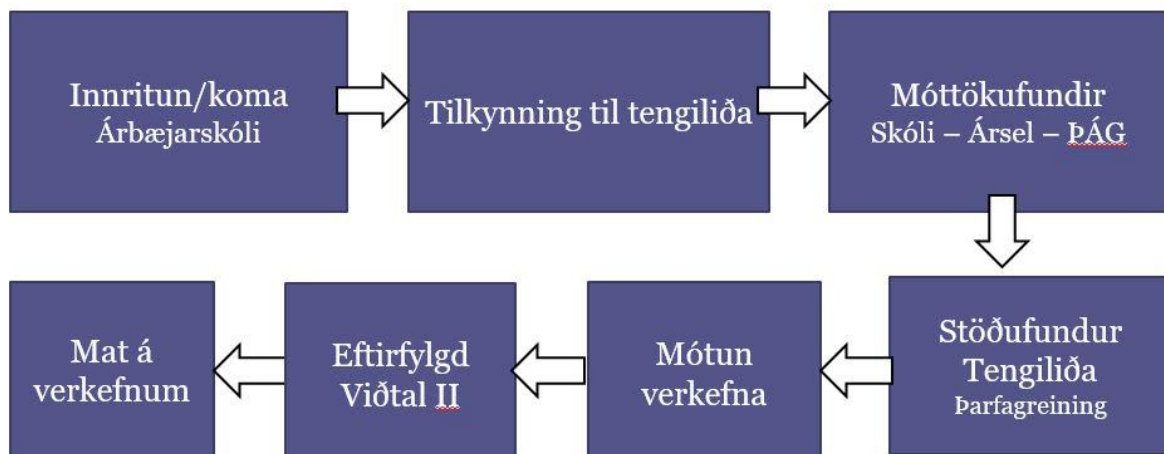 Innritun/koma
Árbæjarskóli
Tilkynning til tengiliða
Móttökufundir
Skóli – Ársel – ÞÁG
Stöðufundur
Tengiliða
Þarfagreining
Mótun
verkefna
Eftirfylgd
Viðtal II
Mat á
verkefnum